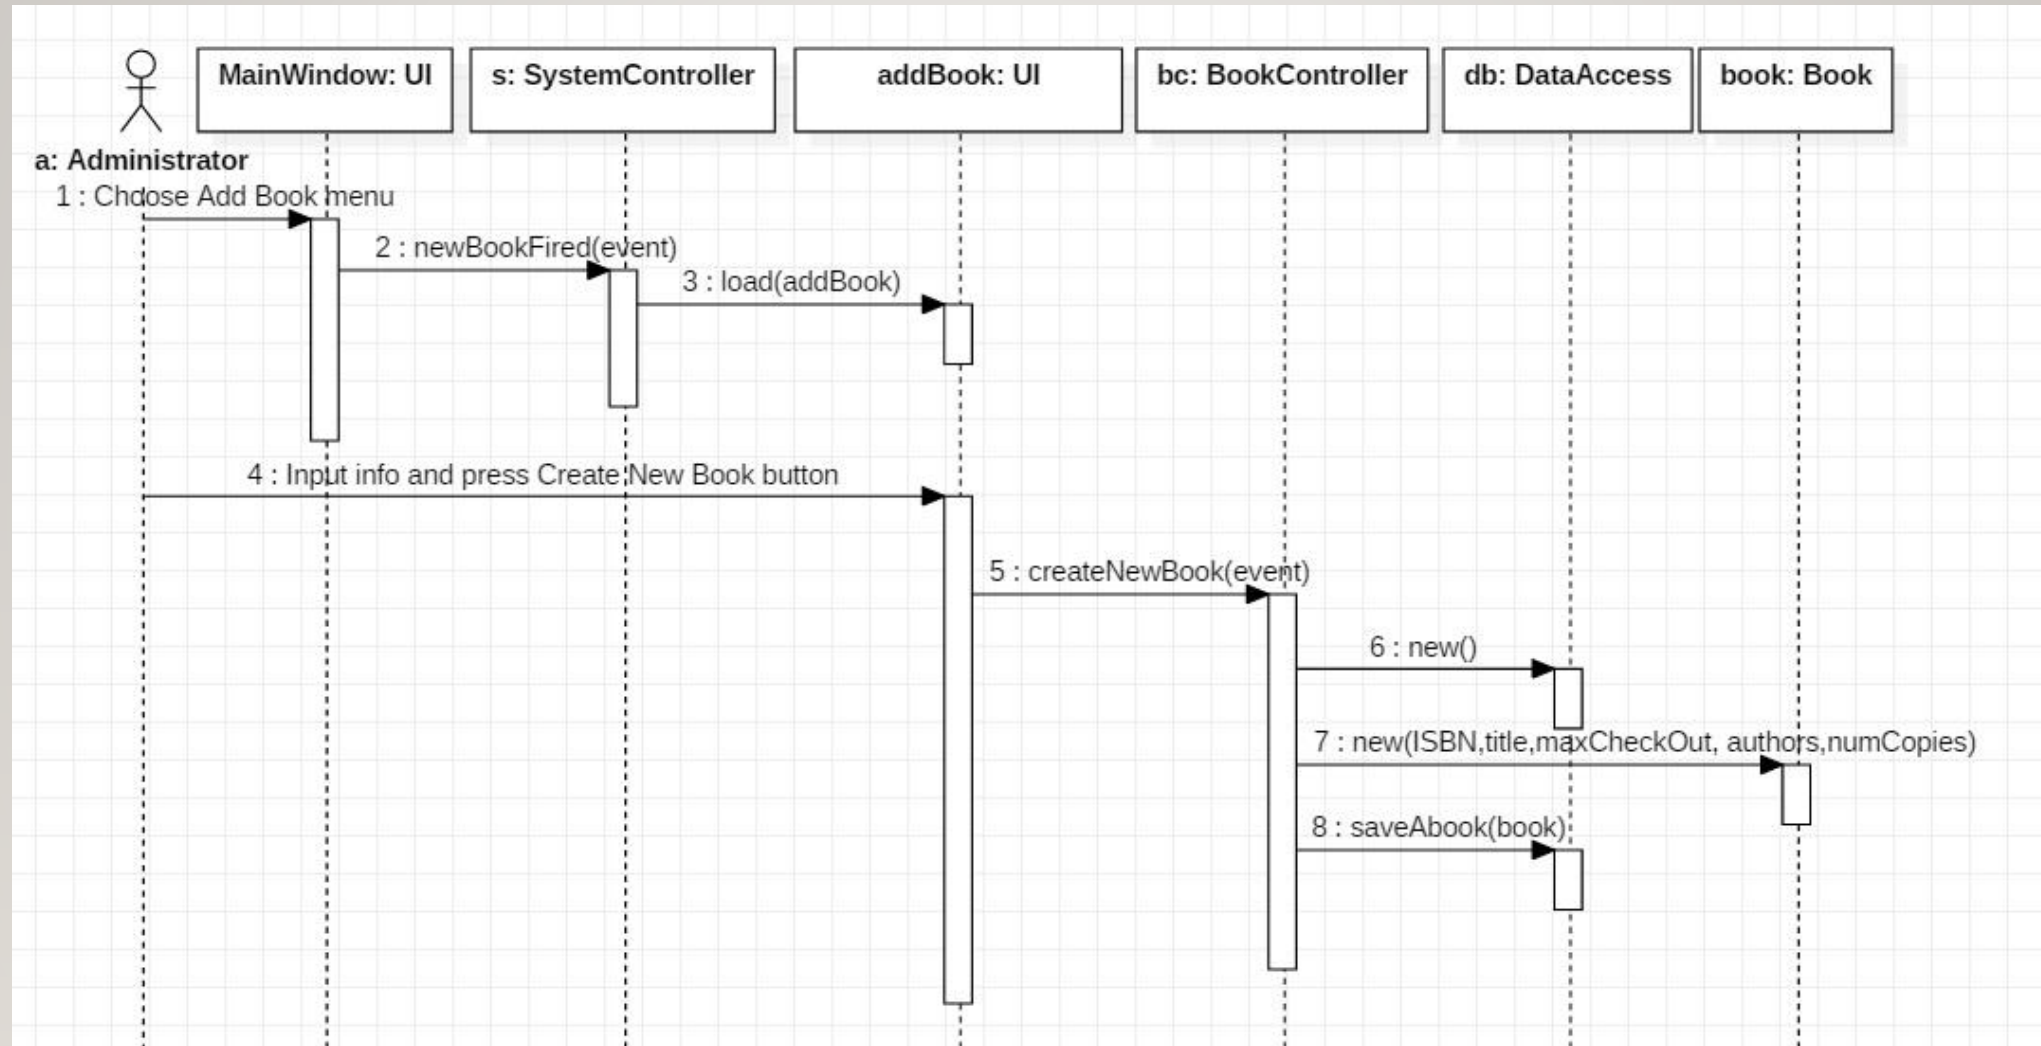 MainWindow: UI
s: SystemController
addBook: UI
bc: BookController
db: DataAccess
book: Book
a: Administrator
1 : Choose Add Book menu
2 : newBookFired(event)
3 : load(addBook)
4 : Input info and press Create New Book button
5 : createNewBook(event)
6 : new()
7 : new(ISBN,title,maxCheckOut, authors,numCopies)
8 : saveAbook(book)